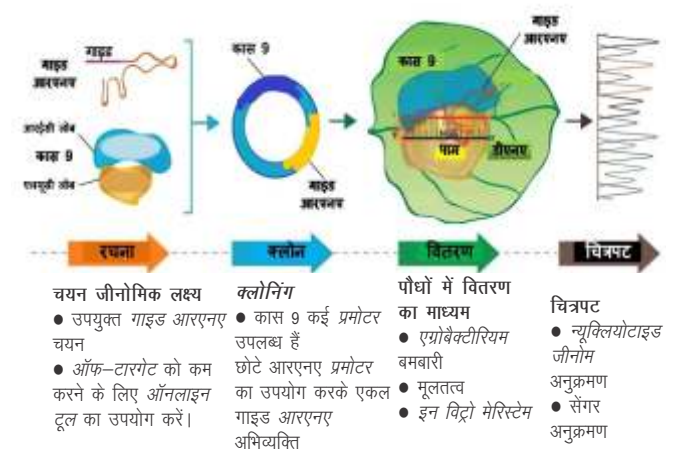 गाइड
गाइड
आरएनए
आरईसी लोब
कास 9
एनयूसी लोब
कास 9
गाइड
आरएनए
गाइड
आरएनए
कास 9
पाम
डीएनए
रचना
क्लोन
वितरण
चित्रपट
चयन जीनोमिक लक्ष्य
● उपयुक्त गाइड आरएनए
चयन
● ऑफ–टारगेट को कम
करने के लिए ऑनलाइन
टूल का उपयोग करें।
क्लोनिंग
● कास 9 कई प्रमोटर
उपलब्ध हैं
छोटे आरएनए प्रमोटर
का उपयोग करके एकल
गाइड आरएनए
अभिव्यक्ति
पौधों में वितरण
का माध्यम
● एग्रोबैक्टीरियम
बमबारी
● मूलतत्व
● इन विट्रो मेरिस्टेम
चित्रपट
● न्यूक्लियोटाइड
जीनोम
अनुक्रमण
● सेंगर
अनुक्रमण